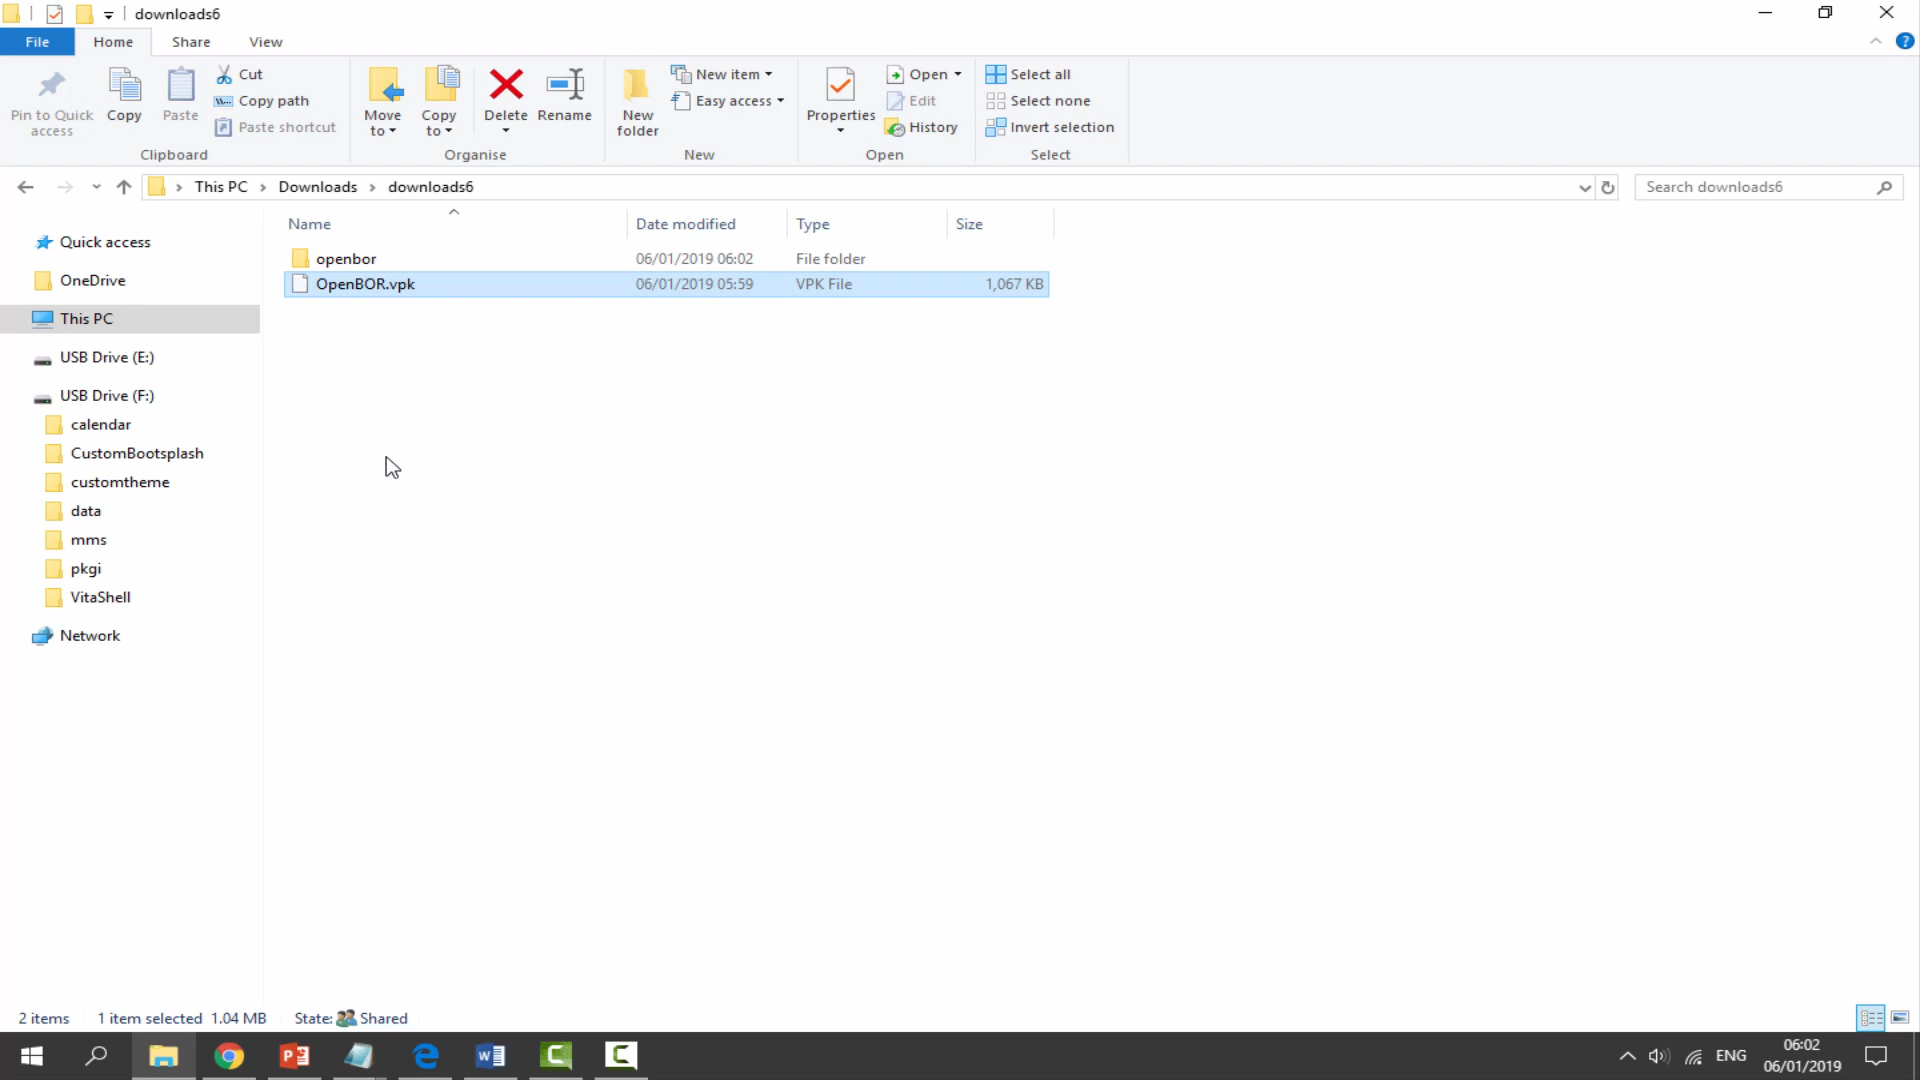 downloads6
File Home Share View
Pin to Quick access
Copy
Paste
Cut
Copy path
Paste shortcut
Clipboard
Move to
Copy to
Delete
Rename
Organise
New folder
New item
Easy access
New
Properties
Open
Edit
History
Open
Select all
Select none
Invert selection
Select
This PC Downloads downloads6
Search downloads6
Name Date modified Type Size
openbor 06/01/2019 06:02 File folder
OpenBOR.vpk 06/01/2019 05:59 VPK File 1,067 KB
Quick access
OneDrive
This PC
USB Drive (E:)
USB Drive (F:)
calendar
CustomBootsplash
customtheme
data
mms
pkgi
VitaShell
Network
2 items 1 item selected 1.04 MB State: Shared
ENG
06:02
06/01/2019